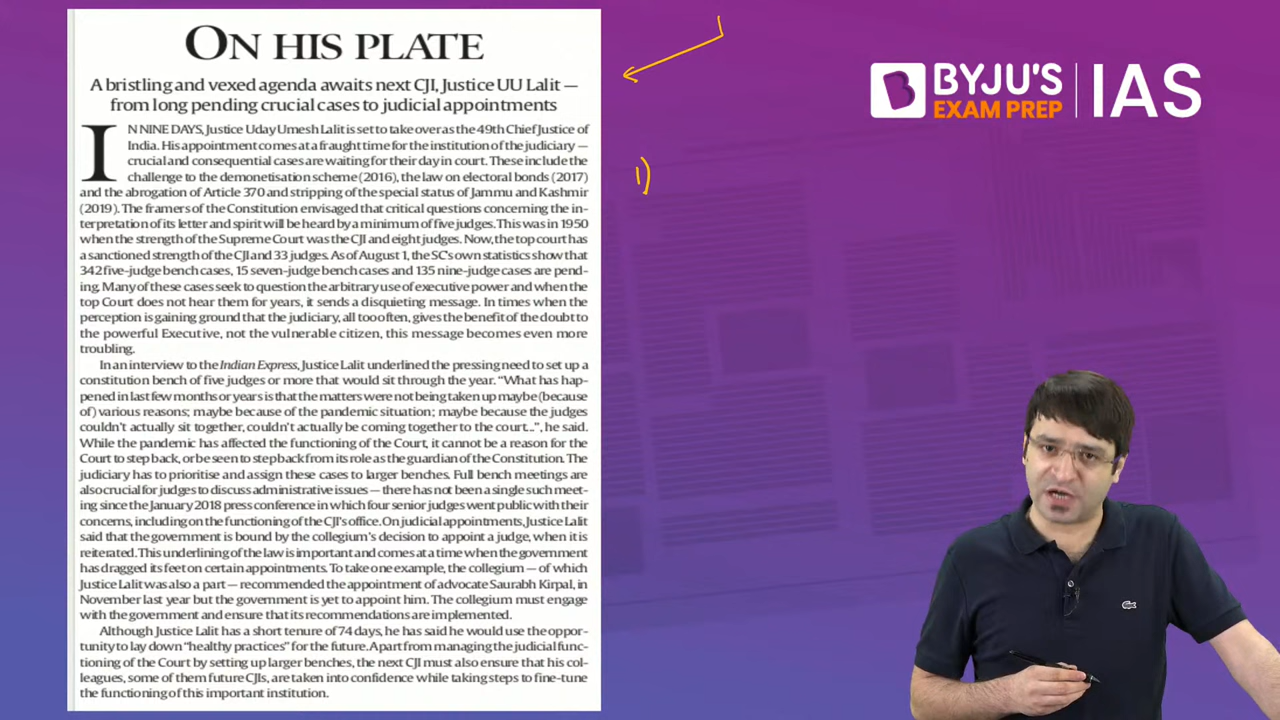 ON HIS PLATE
A bristling and vexed agenda awaits next CJI, Justice UU Lalit —
from long pending crucial cases to judicial appointments
IN NINE DAYS, Justice Uday Umesh Lalit is set to take over as the 49th Chief Justice of
India. His appointment comes at a fraught time for the institution of the judiciary —
crucial and consequential cases are waiting for their day in court. These include the
challenge to the demonetisation scheme (2016), the law on electoral bonds (2017)
and the abrogation of Article 370 and stripping of the special status of Jammu and Kashmir
(2019). The framers of the Constitution envisaged that critical questions concerning the in-
terpretation of its letter and spirit will be heard by a minimum of five judges. This was in 1950
when the strength of the Supreme Court was the CJI and eight judges. Now, the top court has
a sanctioned strength of the CJI and 33 judges. As of August 1, the SC's own statistics show that
342 five-judge bench cases, 15 seven-judge bench cases and 135 nine-judge cases are pend-
ing. Many of these cases seek to question the arbitrary use of executive power and when the
top Court does not hear them for years, it sends a disquieting message. In times when the
perception is gaining ground that the judiciary, all too often, gives the benefit of the doubt to
the powerful Executive, not the vulnerable citizen, this message becomes even more
troubling.
In an interview to the Indian Express, Justice Lalit underlined the pressing need to set up a
constitution bench of five judges or more that would sit through the year. "What has hap-
pened in last few months or years is that the matters were not being taken up maybe (because
of) various reasons; maybe because of the pandemic situation; maybe because the judges
couldn't actually sit together, couldn't actually be coming together to the court...", he said.
While the pandemic has affected the functioning of the Court, it cannot be a reason for the
Court to step back, or be seen to step back from its role as the guardian of the Constitution. The
judiciary has to prioritise and assign these cases to larger benches. Full bench meetings are
also crucial for judges to discuss administrative issues — there has not been a single such meet-
ing since the January 2018 press conference in which four senior judges went public with their
concerns, including on the functioning of the CJI's office. On judicial appointments, Justice Lalit
said that the government is bound by the collegium's decision to appoint a judge, when it is
reiterated. This underlining of the law is important and comes at a time when the government
has dragged its feet on certain appointments. To take one example, the collegium — of which
Justice Lalit was also a part — recommended the appointment of advocate Saurabh Kirpal, in
November last year but the government is yet to appoint him. The collegium must engage
with the government and ensure that its recommendations are implemented.
Although Justice Lalit has a short tenure of 74 days, he has said he would use the oppor-
tunity to lay down "healthy practices" for the future. Apart from managing the judicial func-
tioning of the Court by setting up larger benches, the next CJI must also ensure that his col-
leagues, some of them future CJIs, are taken into confidence while taking steps to fine-tune
the functioning of this important institution.
1)
BYJU'S
EXAM PREP
IAS